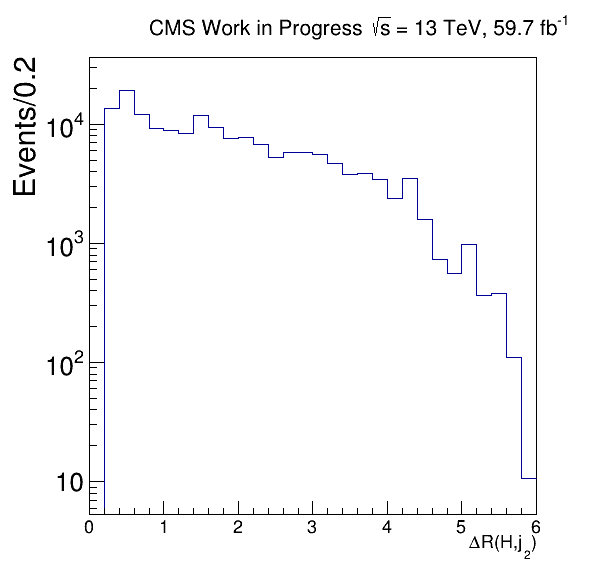 CMS Work in Progress √s = 13 TeV, 59.7 fb⁻¹
Events/0.2
10⁴
10³
10²
10
0 1 2 3 4 5 6
ΔR(H,j₂)